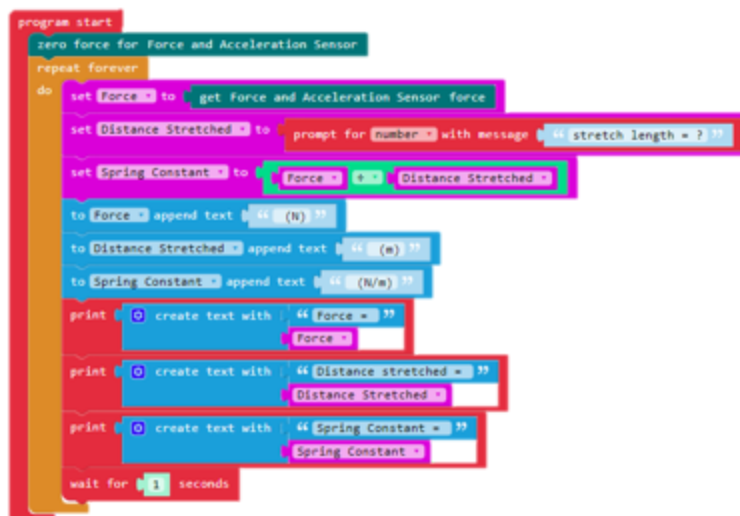 program start
zero force for Force and Acceleration Sensor
repeat forever
do
set Force to get Force and Acceleration Sensor force
set Distance Stretched to prompt for number with message “ stretch length = ? ”
set Spring Constant to Force ÷ Distance Stretched
to Force append text “ (N) ”
to Distance Stretched append text “ (m) ”
to Spring Constant append text “ (N/m) ”
print create text with “ Force = ”
Force
print create text with “ Distance stretched = ”
Distance Stretched
print create text with “ Spring Constant = ”
Spring Constant
wait for 1 seconds